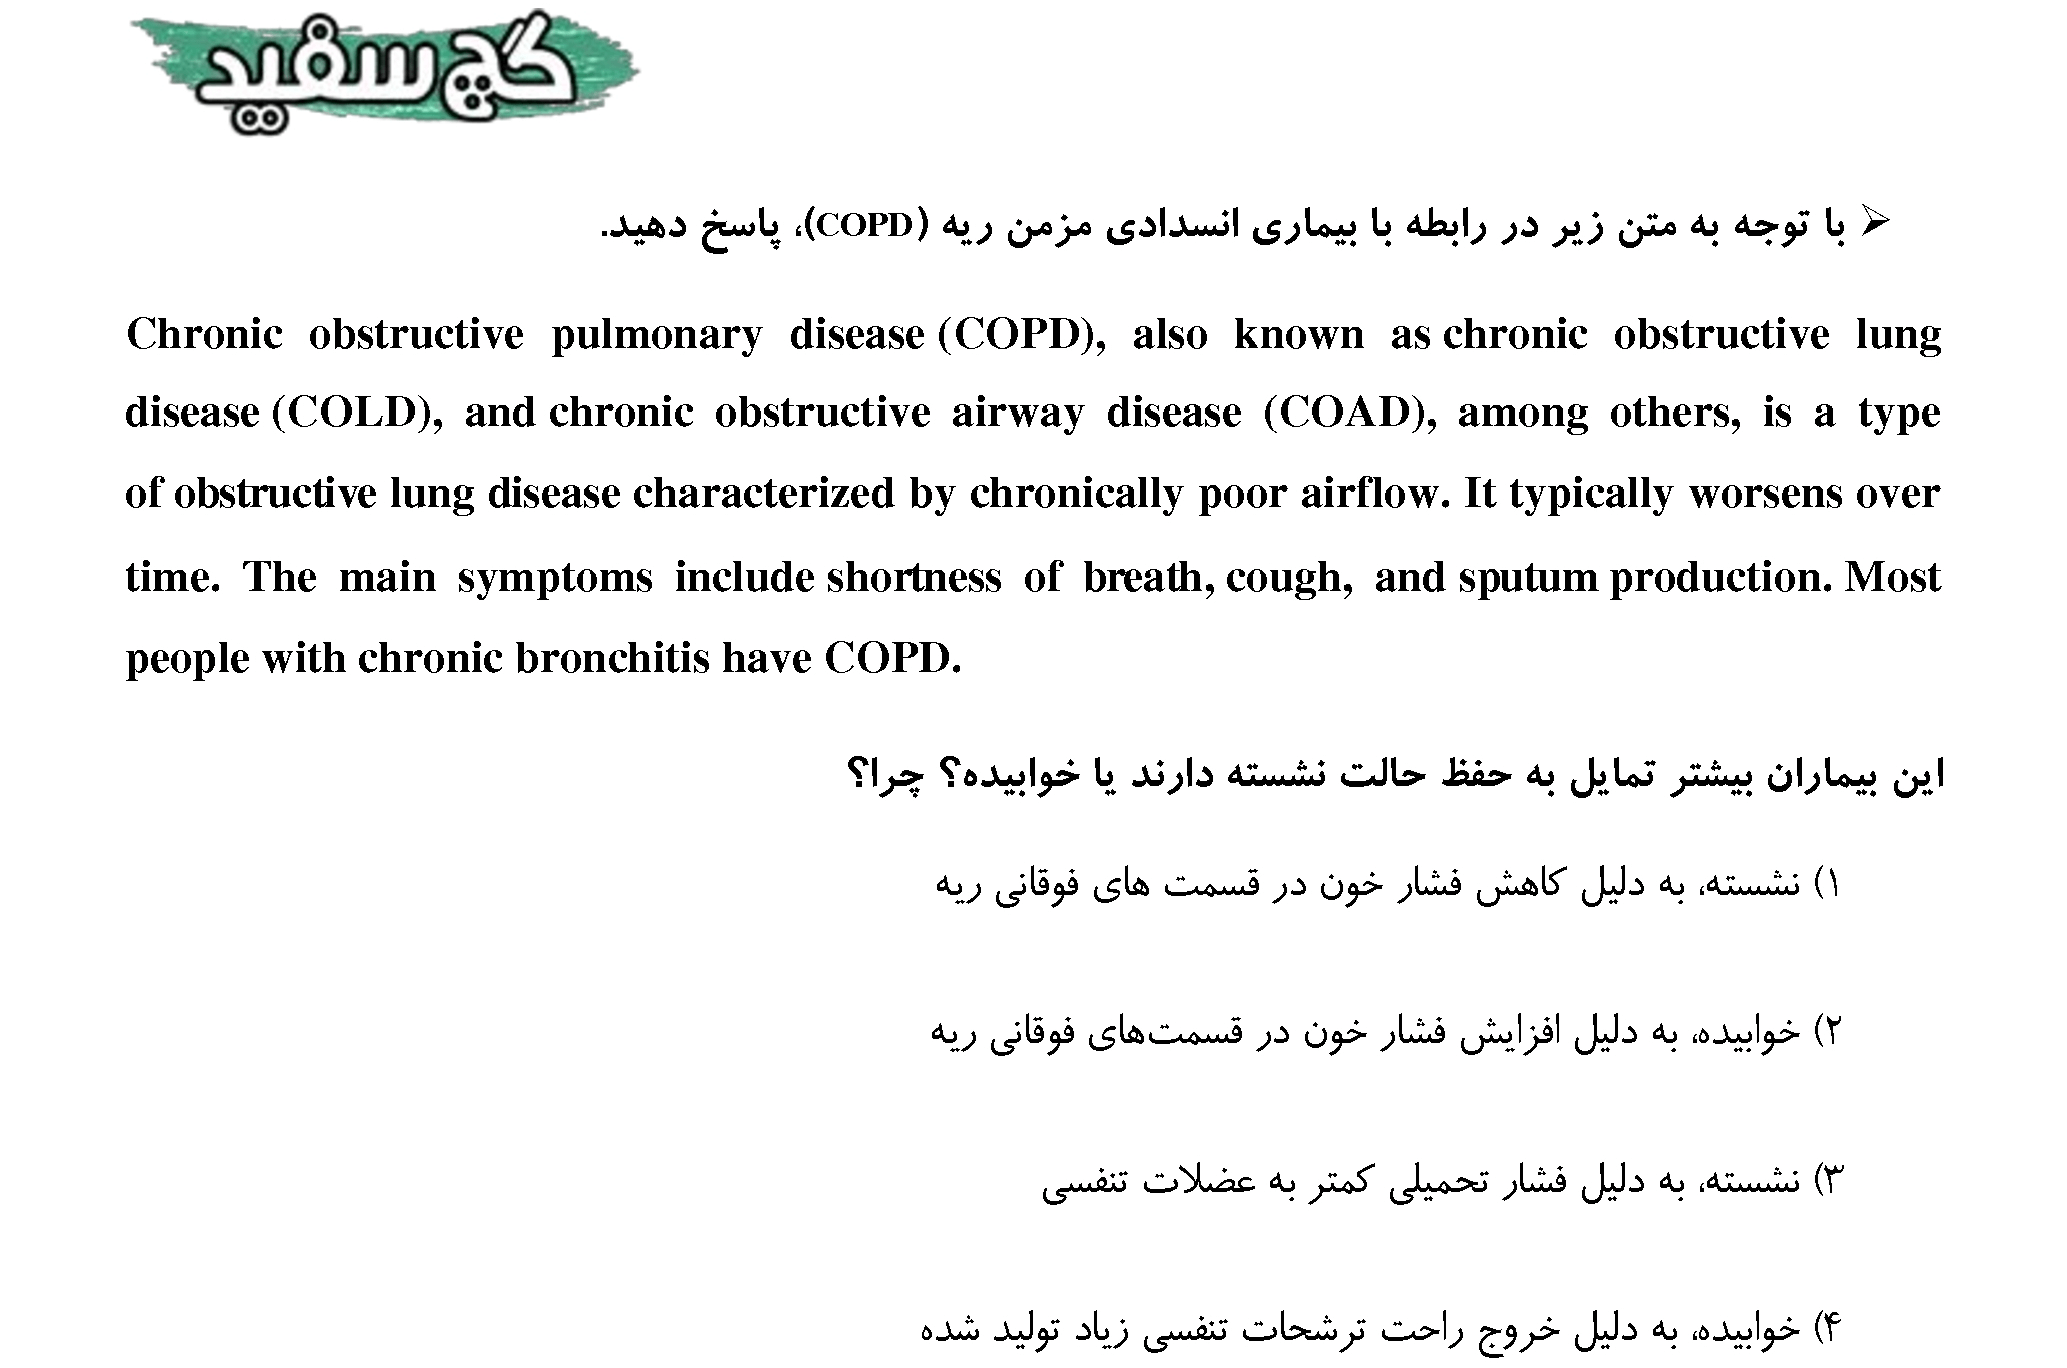 گچ سفید
➢ با توجه به متن زیر در رابطه با بیماری انسدادی مزمن ریه (COPD)، پاسخ دهید.
Chronic obstructive pulmonary disease (COPD), also known as chronic obstructive lung
disease (COLD), and chronic obstructive airway disease (COAD), among others, is a type
of obstructive lung disease characterized by chronically poor airflow. It typically worsens over
time. The main symptoms include shortness of breath, cough, and sputum production. Most
people with chronic bronchitis have COPD.
این بیماران بیشتر تمایل به حفظ حالت نشسته دارند یا خوابیده؟ چرا؟
۱) نشسته، به دلیل کاهش فشار خون در قسمت های فوقانی ریه
۲) خوابیده، به دلیل افزایش فشار خون در قسمت‌های فوقانی ریه
۳) نشسته، به دلیل فشار تحمیلی کمتر به عضلات تنفسی
۴) خوابیده، به دلیل خروج راحت ترشحات تنفسی زیاد تولید شده